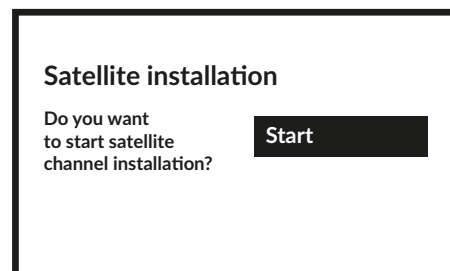 Satellite installation
Do you want
to start satellite
channel installation?
Start